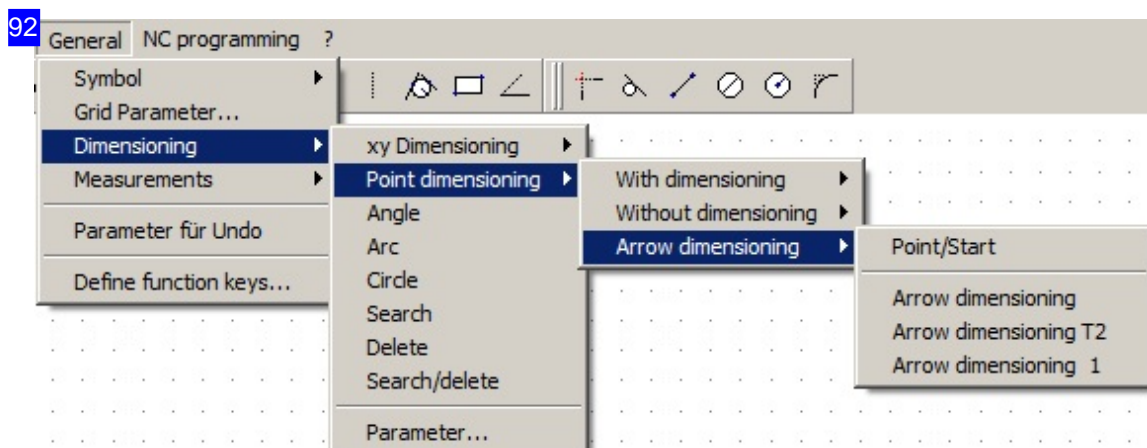 92
General NC programming ?
Symbol
Grid Parameter...
Dimensioning
Measurements
Parameter für Undo
Define function keys...
xy Dimensioning
Point dimensioning
Angle
Arc
Circle
Search
Delete
Search/delete
Parameter...
With dimensioning
Without dimensioning
Arrow dimensioning
Point/Start
Arrow dimensioning
Arrow dimensioning T2
Arrow dimensioning 1